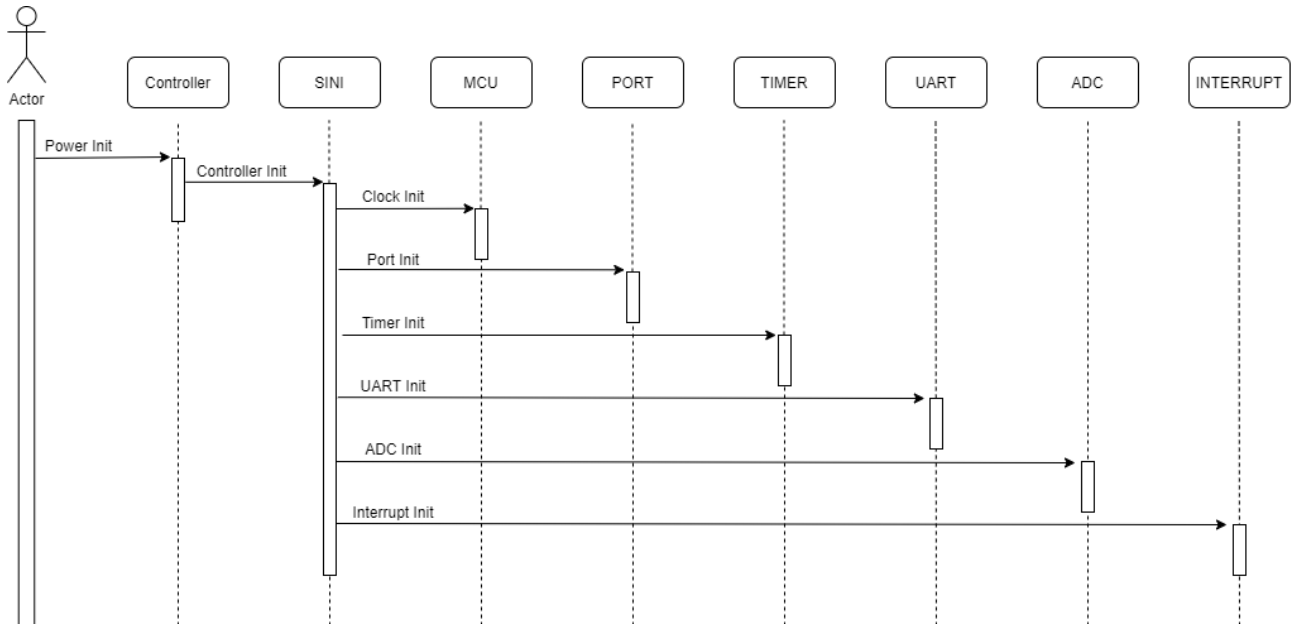 Actor
Controller
SINI
MCU
PORT
TIMER
UART
ADC
INTERRUPT
Power Init
Controller Init
Clock Init
Port Init
Timer Init
UART Init
ADC Init
Interrupt Init